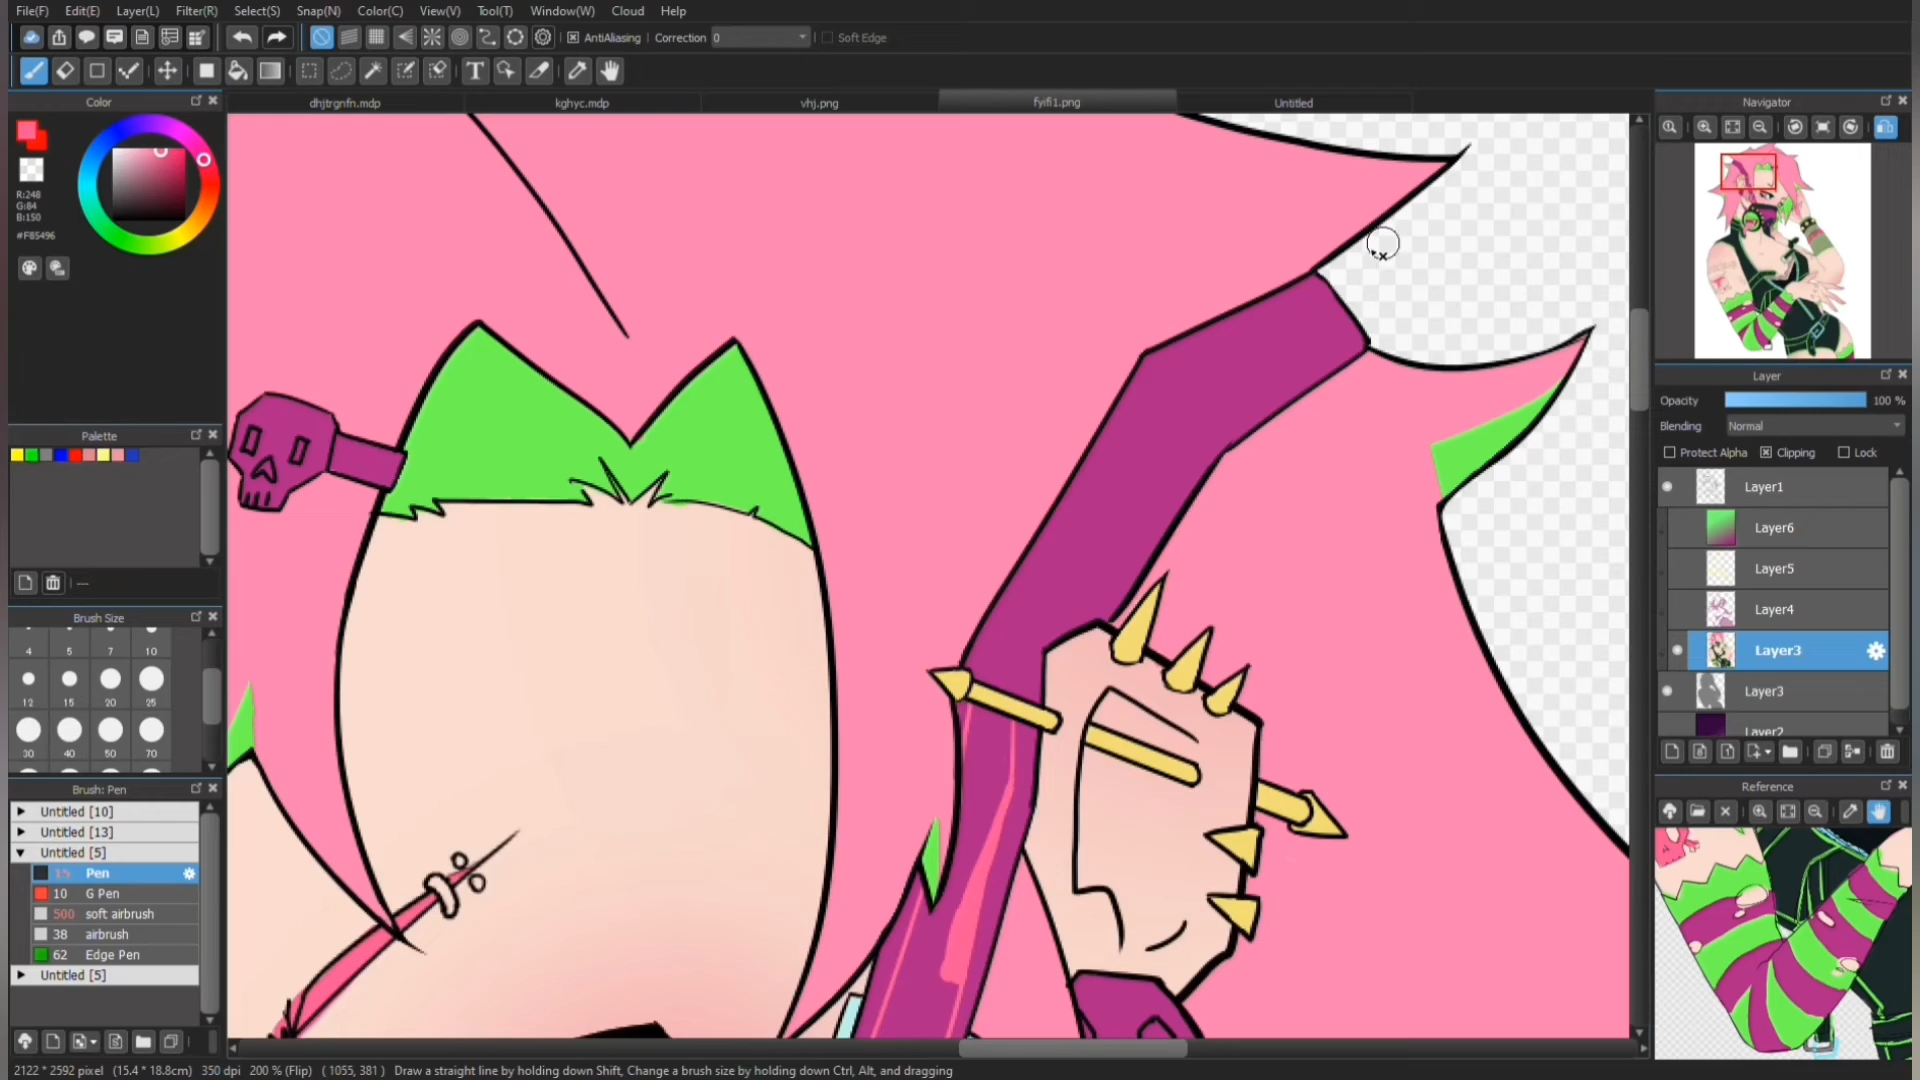 File(F) Edit(E) Layer(L) Filter(R) Select(S) Snap(N) Color(C) View(V) Tool(T) Window(W) Cloud Help
AntiAliasing Correction 0 Soft Edge
T
Color
dhjtrgnfn.mdp kghyc.mdp vhj.png fyifi1.png Untitled
Navigator
R:248
G:84
B:150
#F85496
Layer
Opacity 100 %
Blending Normal
Protect Alpha Clipping Lock
Palette
Layer1
Layer6
Layer5
Layer4
Layer3
Layer3
Layer2
---
Brush Size
4 5 7 10
12 15 20 25
30 40 50 70
Brush: Pen
Reference
Untitled [10]
Untitled [13]
Untitled [5]
15 Pen
10 G Pen
500 soft airbrush
38 airbrush
62 Edge Pen
Untitled [5]
2122 * 2592 pixel (15.4 * 18.8cm) 350 dpi 200 % (Flip) ( 1055, 381 ) Draw a straight line by holding down Shift, Change a brush size by holding down Ctrl, Alt, and dragging